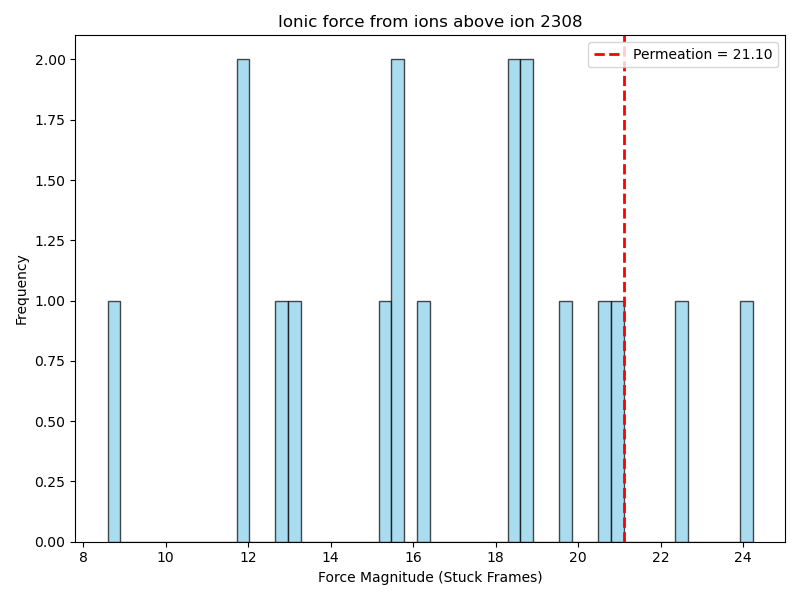 Ionic force from ions above ion 2308
Permeation = 21.10
Frequency
2.00
1.75
1.50
1.25
1.00
0.75
0.50
0.25
0.00
8 10 12 14 16 18 20 22 24
Force Magnitude (Stuck Frames)